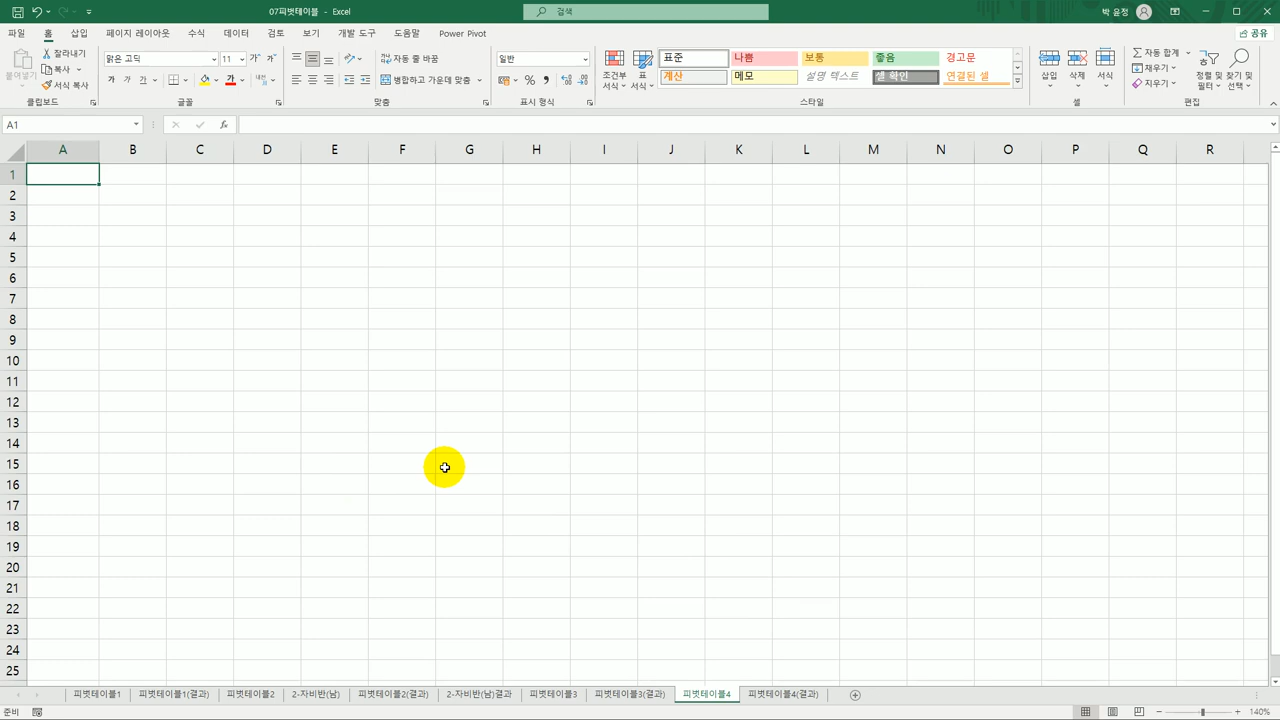 07피벗테이블 - Excel
검색
박 윤정
파일 홈 삽입 페이지 레이아웃 수식 데이터 검토 보기 개발 도구 도움말 Power Pivot
공유
붙여넣기
잘라내기
복사
서식 복사
클립보드
맑은 고딕 11
가 가 가 가
글꼴
자동 줄 바꿈
병합하고 가운데 맞춤
맞춤
일반
표시 형식
조건부 서식
표 서식
표준 나쁨 보통 좋음 경고문
계산 메모 설명 텍스트 셀 확인 연결된 셀
스타일
삽입 삭제 서식
셀
자동 합계
채우기
지우기
정렬 및 필터
찾기 및 선택
편집
A1 fx
A B C D E F G H I J K L M N O P Q R
1
2
3
4
5
6
7
8
9
10
11
12
13
14
15
16
17
18
19
20
21
22
23
24
25
피벗테이블1 피벗테이블1(결과) 피벗테이블2 2-자비반(남) 피벗테이블2(결과) 2-자비반(남)결과 피벗테이블3 피벗테이블3(결과) 피벗테이블4 피벗테이블4(결과)
준비 140%